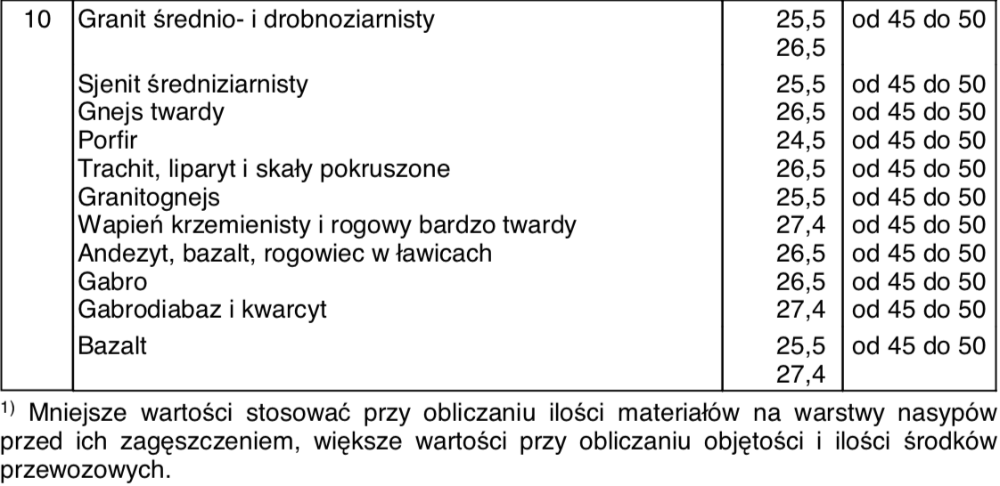 10 Granit średnio- i drobnoziarnisty 25,5 od 45 do 50
26,5
Sjenit średniziarnisty 25,5 od 45 do 50
Gnejs twardy 26,5 od 45 do 50
Porfir 24,5 od 45 do 50
Trachit, liparyt i skały pokruszone 26,5 od 45 do 50
Granitognejs 25,5 od 45 do 50
Wapień krzemienisty i rogowy bardzo twardy 27,4 od 45 do 50
Andezyt, bazalt, rogowiec w ławicach 26,5 od 45 do 50
Gabro 26,5 od 45 do 50
Gabrodiabaz i kwarcyt 27,4 od 45 do 50
Bazalt 25,5 od 45 do 50
27,4
1) Mniejsze wartości stosować przy obliczaniu ilości materiałów na warstwy nasypów
przed ich zagęszczeniem, większe wartości przy obliczaniu objętości i ilości środków
przewozowych.